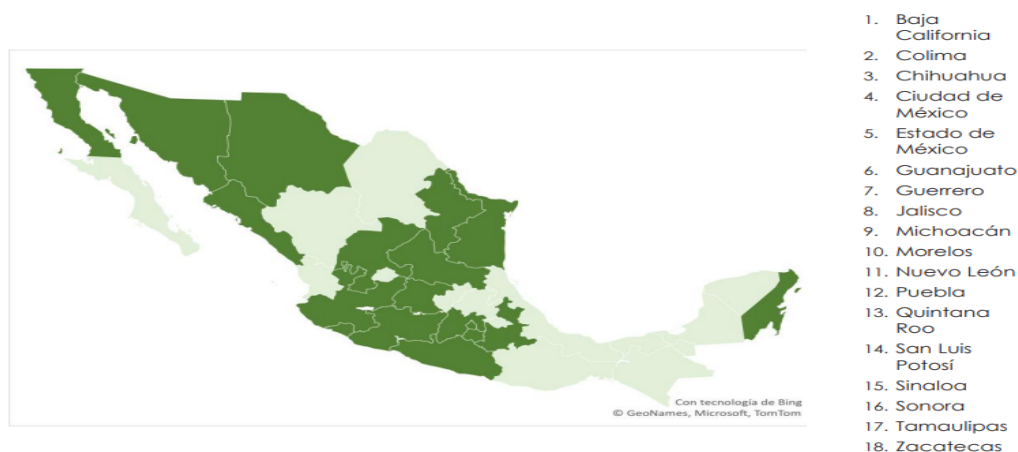 1. Baja
California
2. Colima
3. Chihuahua
4. Ciudad de
México
5. Estado de
México
6. Guanajuato
7. Guerrero
8. Jalisco
9. Michoacán
10. Morelos
11. Nuevo León
12. Puebla
13. Quintana
Roo
14. San Luis
Potosí
15. Sinaloa
16. Sonora
17. Tamaulipas
18. Zacatecas
Con tecnología de Bing
© GeoNames, Microsoft, TomTom